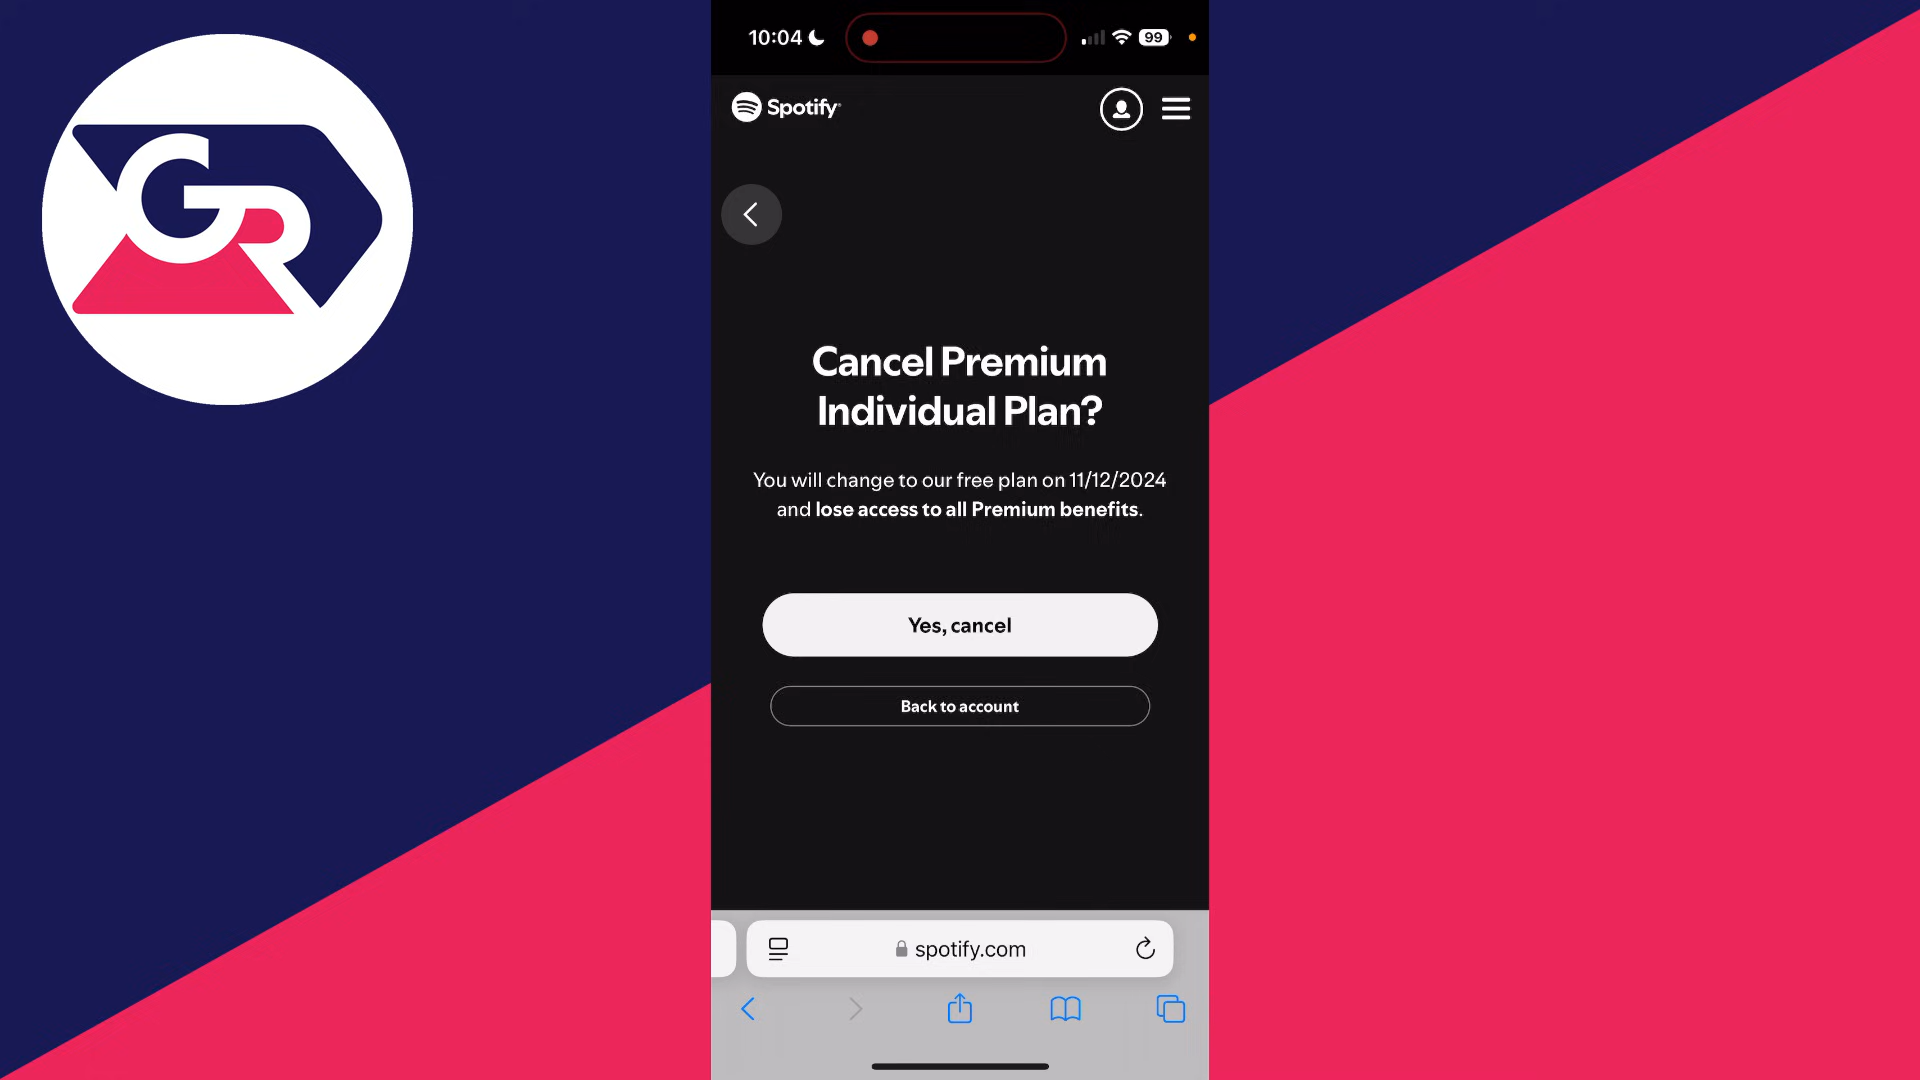 GR
10:04
99
Spotify
Cancel Premium
Individual Plan?
You will change to our free plan on 11/12/2024
and lose access to all Premium benefits.
Yes, cancel
Back to account
spotify.com